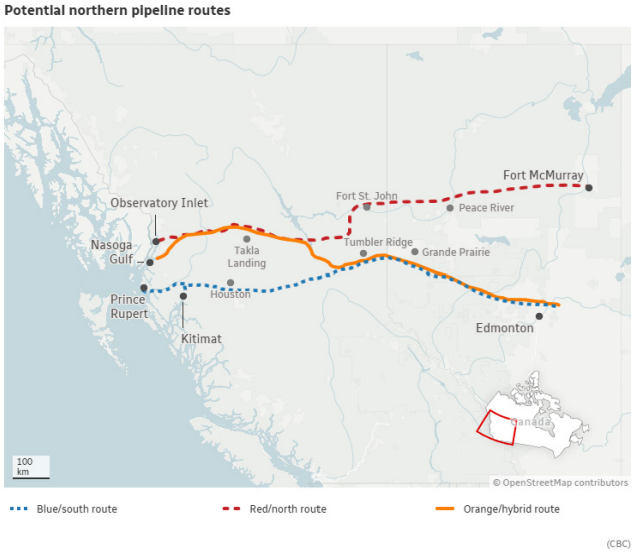 Potential northern pipeline routes
Fort McMurray
Fort St. John
Peace River
Observatory Inlet
Nasoga
Gulf
Takla
Landing
Tumbler Ridge
Grande Prairie
Houston
Prince
Rupert
Kitimat
Edmonton
Canada
100
km
© OpenStreetMap contributors
Blue/south route
Red/north route
Orange/hybrid route
(CBC)